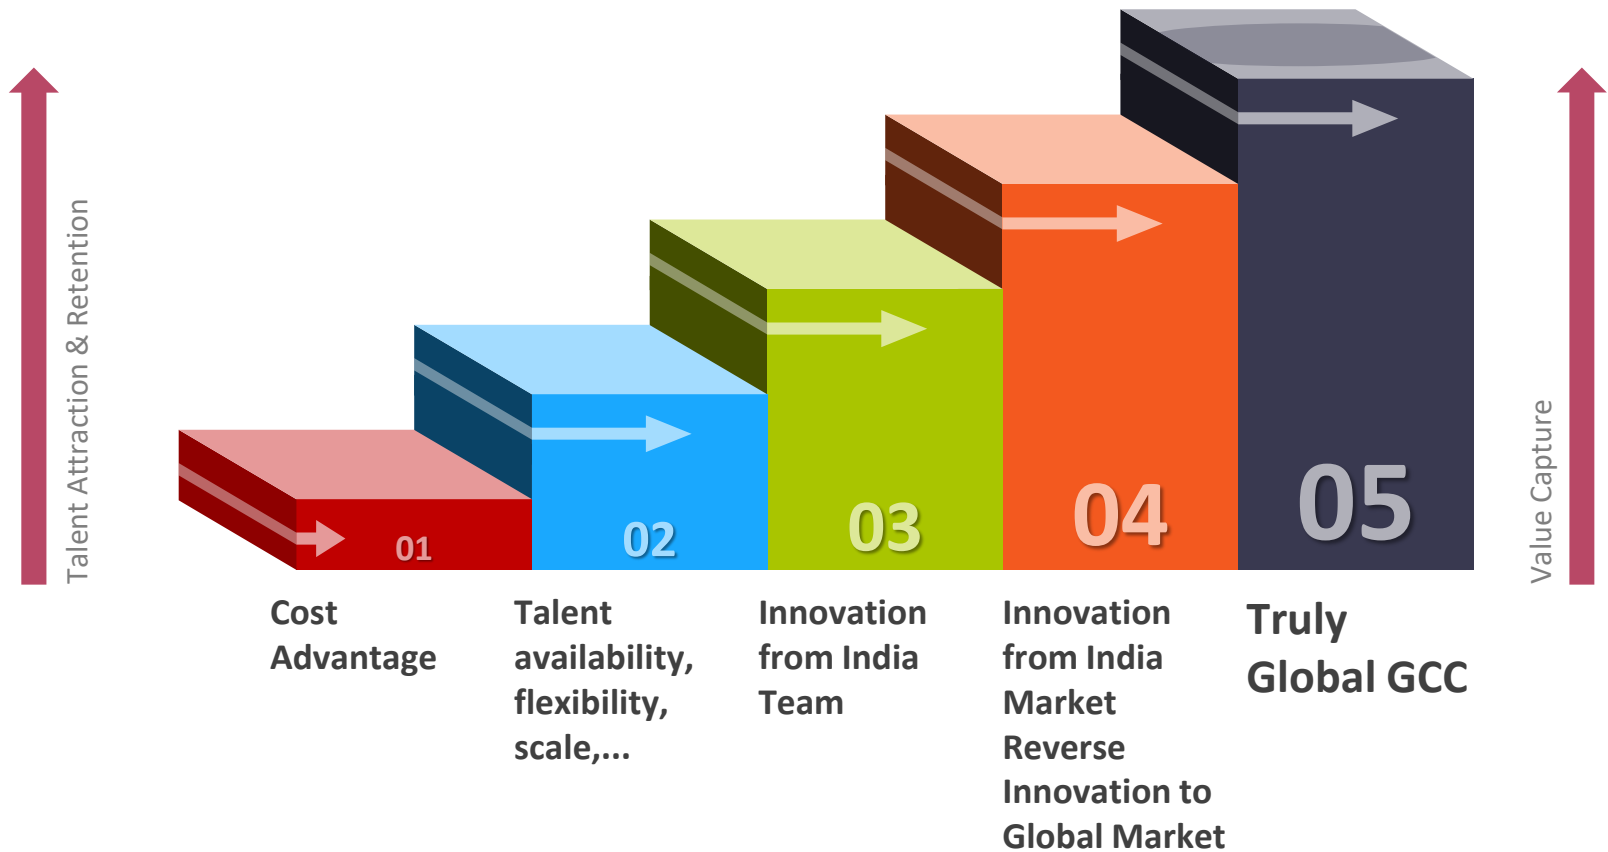 Talent Attraction & Retention
01
02
03
04
05
Value Capture
Cost
Advantage
Talent
availability,
flexibility,
scale,...
Innovation
from India
Team
Innovation
from India
Market
Reverse
Innovation to
Global Market
Truly
Global GCC